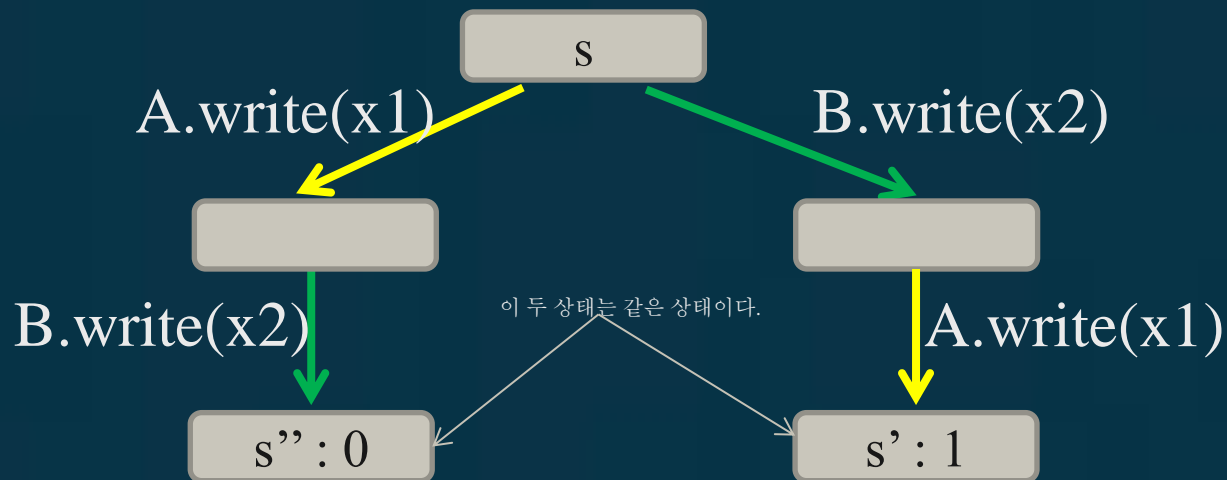 s
A.write(x1)
B.write(x2)
B.write(x2)
이 두 상태는 같은 상태이다.
A.write(x1)
s’’ : 0
s’ : 1